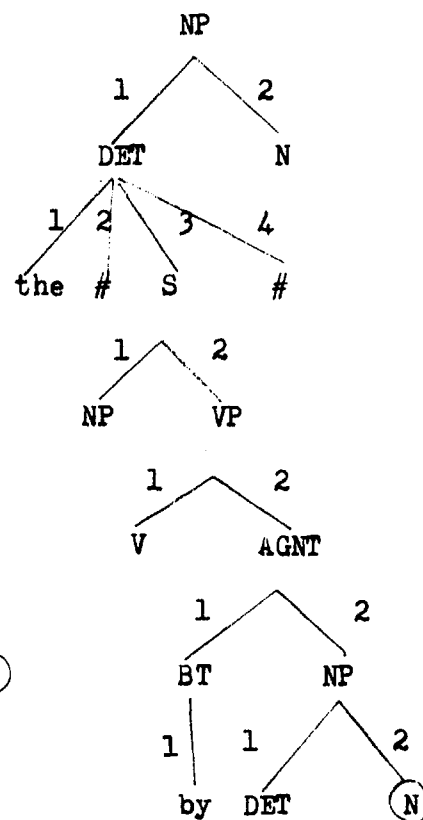 NP
1 2
DET N
1 2 3 4
the # S #
1 2
NP VP
1 2
V AGNT
1 2
BT NP
1 1 2
by DET N